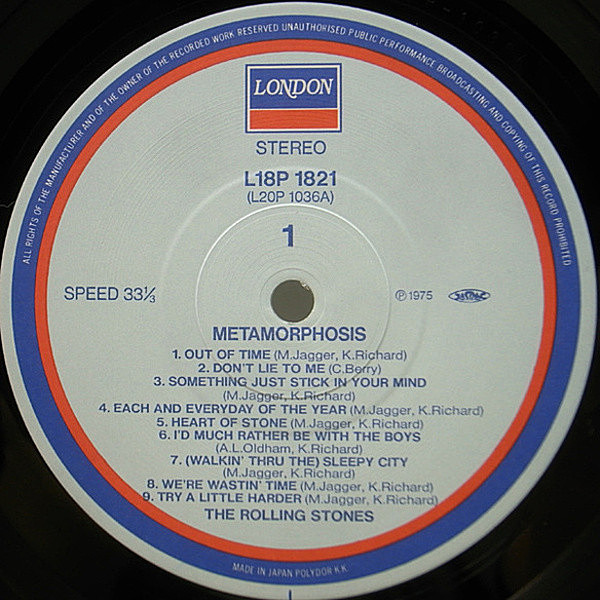 ALL RIGHTS OF THE MANUFACTURER AND OF THE OWNER OF THE RECORDED WORK RESERVED UNAUTHORISED PUBLIC PERFORMANCE BROADCASTING AND COPYING OF THIS RECORD PROHIBITED
LONDON
STEREO
L18P 1821
(L20P 1036A)
1
SPEED 33⅓
℗1975
METAMORPHOSIS
1. OUT OF TIME (M.Jagger, K.Richard)
2. DON'T LIE TO ME (C.Berry)
3. SOMETHING JUST STICK IN YOUR MIND
(M.Jagger, K.Richard)
4. EACH AND EVERYDAY OF THE YEAR (M.Jagger, K.Richard)
5. HEART OF STONE (M.Jagger, K.Richard)
6. I'D MUCH RATHER BE WITH THE BOYS
(A.L.Oldham, K.Richard)
7. (WALKIN' THRU THE) SLEEPY CITY
(M.Jagger, K.Richard)
8. WE'RE WASTIN' TIME (M.Jagger, K.Richard)
9. TRY A LITTLE HARDER (M.Jagger, K.Richard)
THE ROLLING STONES
MADE IN JAPAN POLYDOR K.K.